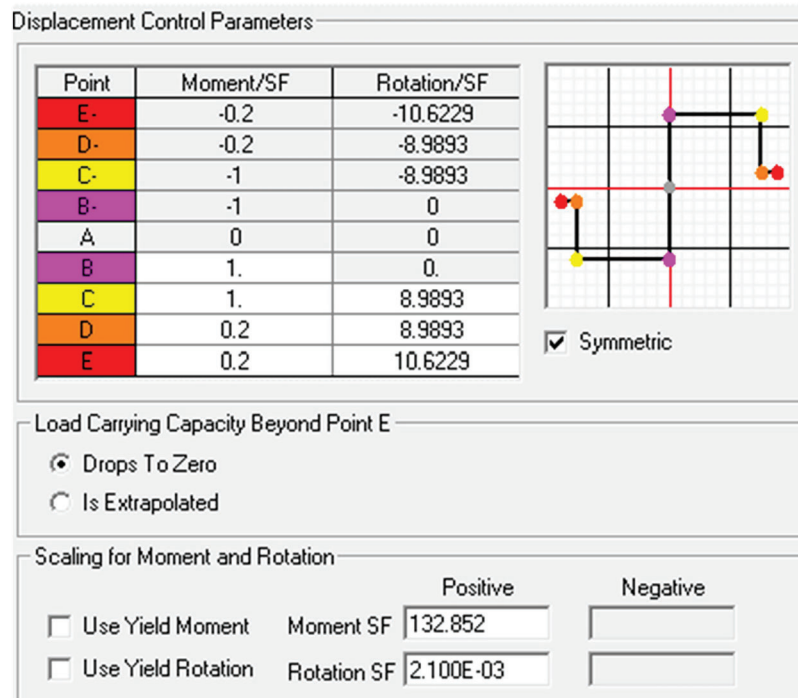 Displacement Control Parameters
Point Moment/SF Rotation/SF
E- -0.2 -10.6229
D- -0.2 -8.9893
C- -1 -8.9893
B- -1 0
A 0 0
B 1. 0.
C 1. 8.9893
D 0.2 8.9893
E 0.2 10.6229
Symmetric
Load Carrying Capacity Beyond Point E
Drops To Zero
Is Extrapolated
Scaling for Moment and Rotation
Positive Negative
Use Yield Moment Moment SF 132.852
Use Yield Rotation Rotation SF 2.100E-03